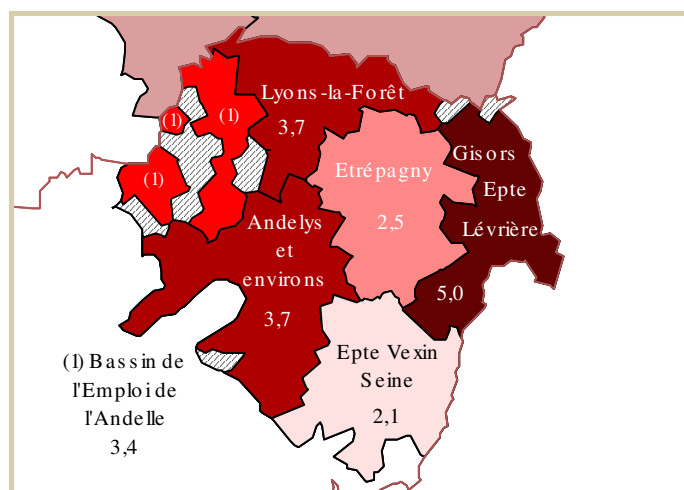 (1)
Lyons-la-Forêt
3,7
(1)
(1)
Etrépagny
2,5
Gisors
Epte
Lévrière
5,0
Andelys
et
environs
3,7
(1) Bassin de
l'Emploi de
l'Andelle
3,4
Epte Vexin
Seine
2,1